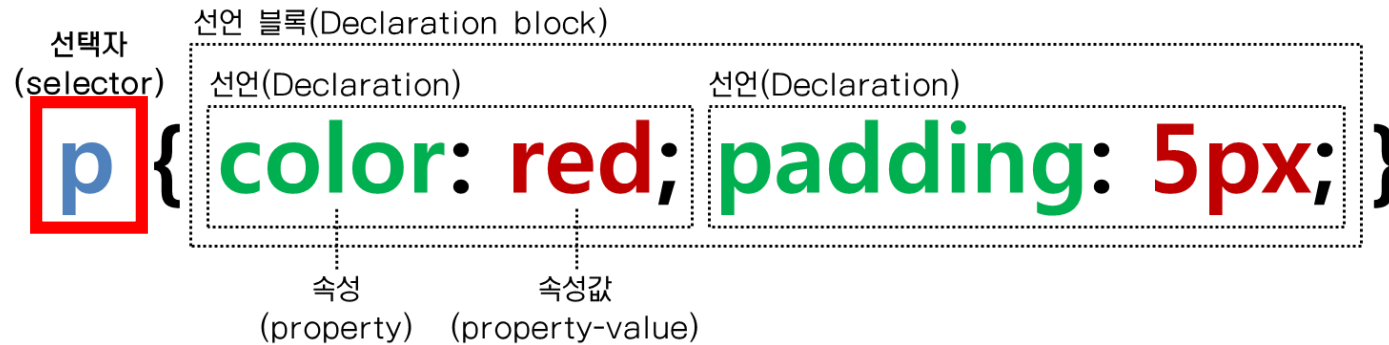 선언 블록(Declaration block)
선택자
(selector)
선언(Declaration) 선언(Declaration)
p { color: red; padding: 5px; }
속성 속성값
(property) (property-value)